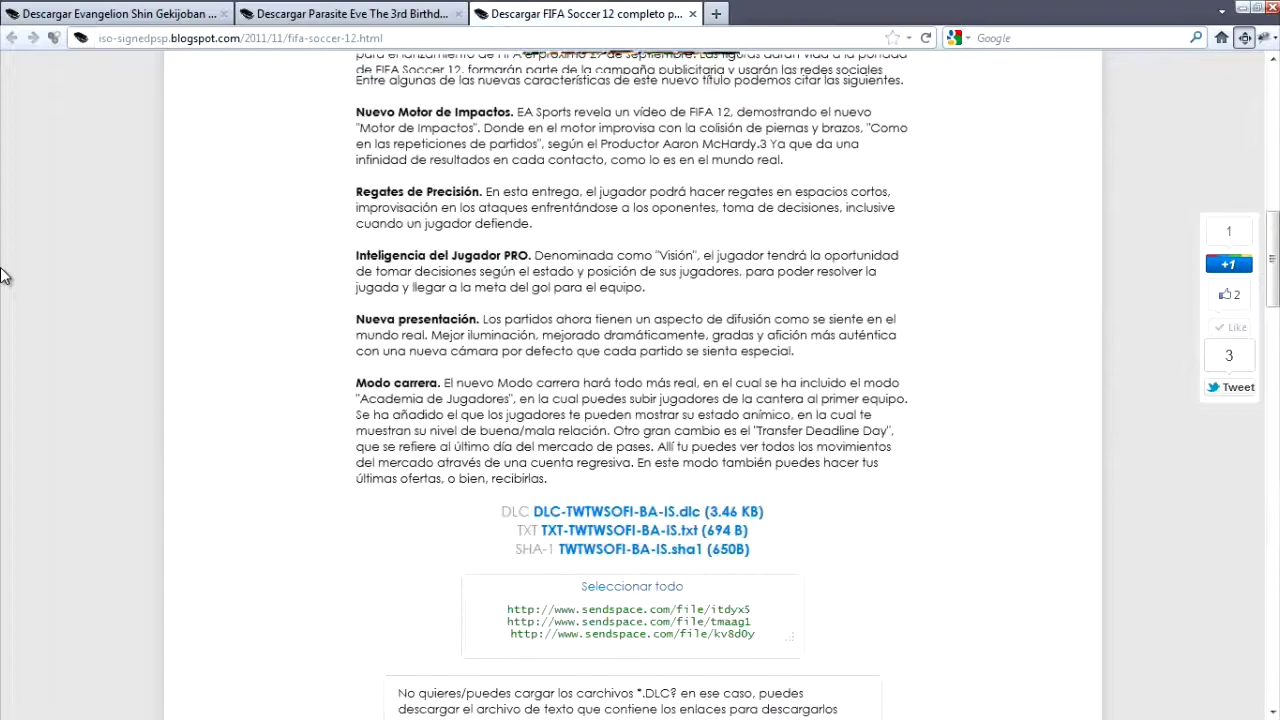 Descargar Evangelion Shin Gekijoban ...
Descargar Parasite Eve The 3rd Birthd...
Descargar FIFA Soccer 12 completo p...
iso-signedpsp.blogspot.com/2011/11/fifa-soccer-12.html
Google
de FIFA Soccer 12, formarán parte de la campaña publicitaria y usarán las redes sociales
Entre algunas de las nuevas características de este nuevo título podemos citar las siguientes.
Nuevo Motor de Impactos. EA Sports revela un vídeo de FIFA 12, demostrando el nuevo
"Motor de Impactos". Donde en el motor improvisa con la colisión de piernas y brazos, "Como
en las repeticiones de partidos", según el Productor Aaron McHardy.3 Ya que da una
infinidad de resultados en cada contacto, como lo es en el mundo real.
Regates de Precisión. En esta entrega, el jugador podrá hacer regates en espacios cortos,
improvisación en los ataques enfrentándose a los oponentes, toma de decisiones, inclusive
cuando un jugador defiende.
Inteligencia del Jugador PRO. Denominada como "Visión", el jugador tendrá la oportunidad
de tomar decisiones según el estado y posición de sus jugadores, para poder resolver la
jugada y llegar a la meta del gol para el equipo.
Nueva presentación. Los partidos ahora tienen un aspecto de difusión como se siente en el
mundo real. Mejor iluminación, mejorado dramáticamente, gradas y afición más auténtica
con una nueva cámara por defecto que cada partido se sienta especial.
Modo carrera. El nuevo Modo carrera hará todo más real, en el cual se ha incluido el modo
"Academia de Jugadores", en la cual puedes subir jugadores de la cantera al primer equipo.
Se ha añadido el que los jugadores te pueden mostrar su estado anímico, en la cual te
muestran su nivel de buena/mala relación. Otro gran cambio es el "Transfer Deadline Day",
que se refiere al último día del mercado de pases. Allí tu puedes ver todos los movimientos
del mercado através de una cuenta regresiva. En este modo también puedes hacer tus
últimas ofertas, o bien, recibirlas.
DLC DLC-TWTWSOFI-BA-IS.dlc (3.46 KB)
TXT TXT-TWTWSOFI-BA-iS.txt (694 B)
SHA-1 TWTWSOFI-BA-IS.sha1 (650B)
Seleccionar todo
http://www.sendspace.com/file/itdyx5
http://www.sendspace.com/file/tmaag1
http://www.sendspace.com/file/kv8d0y
No quieres/puedes cargar los carchivos *.DLC? en ese caso, puedes
descargar el archivo de texto que contiene los enlaces para descargarlos
1
+1
2
Like
3
Tweet